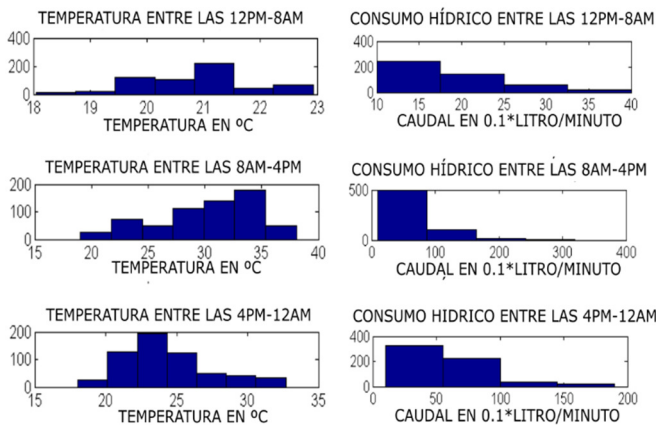 TEMPERATURA ENTRE LAS 12PM-8AM
400
200
0
18 19 20 21 22 23
TEMPERATURA EN ºC
CONSUMO HÍDRICO ENTRE LAS 12PM-8AM
400
200
0
10 15 20 25 30 35 40
CAUDAL EN 0.1*LITRO/MINUTO
TEMPERATURA ENTRE LAS 8AM-4PM
200
100
0
15 20 25 30 35 40
TEMPERATURA EN ºC
CONSUMO HÍDRICO ENTRE LAS 8AM-4PM
500
0
0 100 200 300 400
CAUDAL EN 0.1*LITRO/MINUTO
TEMPERATURA ENTRE LAS 4PM-12AM
200
100
0
15 20 25 30 35
TEMPERATURA EN ºC
CONSUMO HIDRICO ENTRE LAS 4PM-12AM
400
200
0
0 50 100 150 200
CAUDAL EN 0.1*LITRO/MINUTO